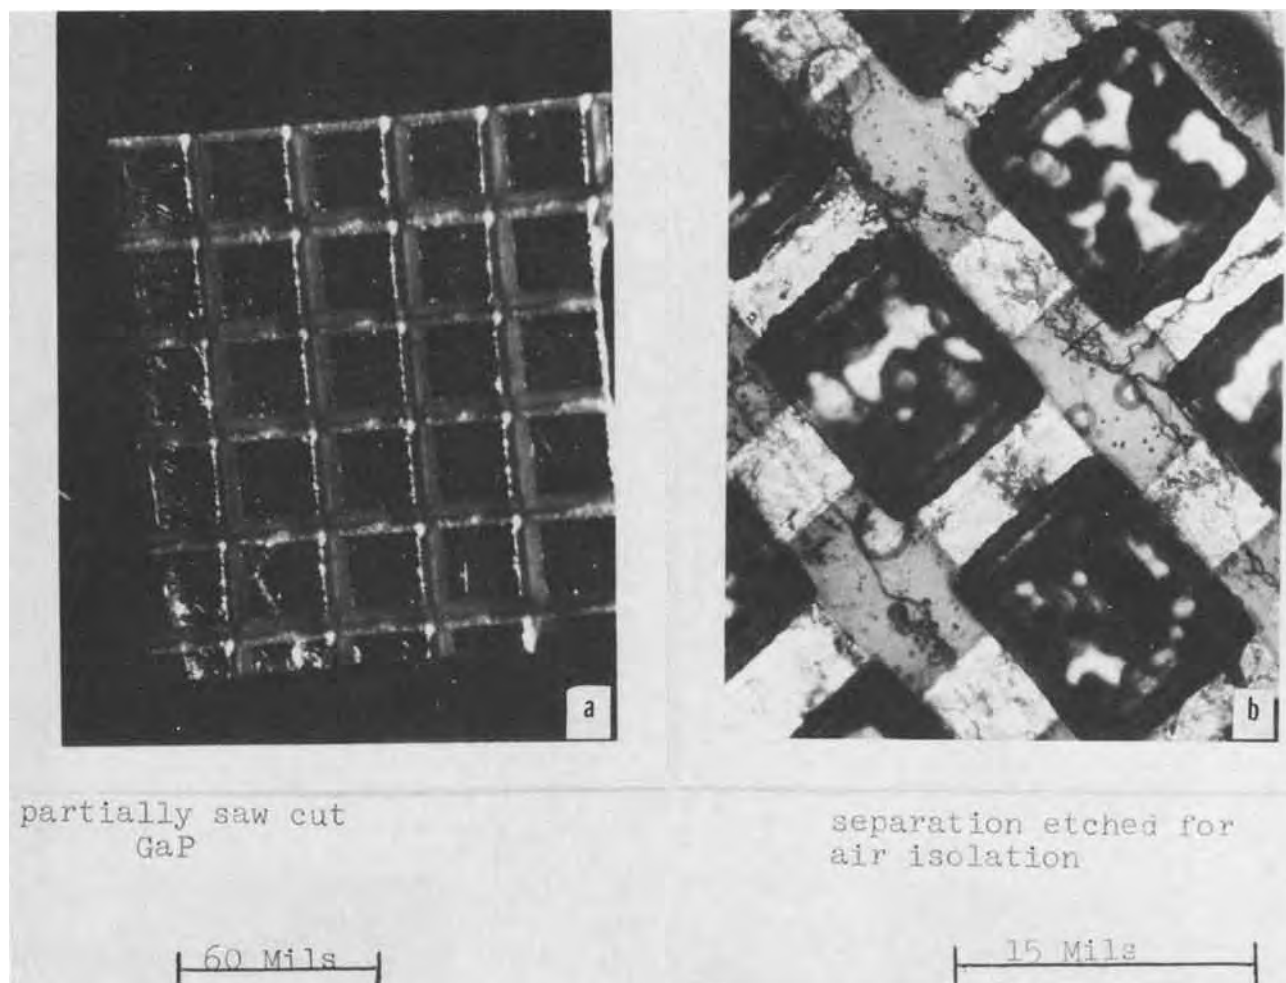 a
b
partially saw cut
GaP
separation etched for
air isolation
60 Mils
15 Mils